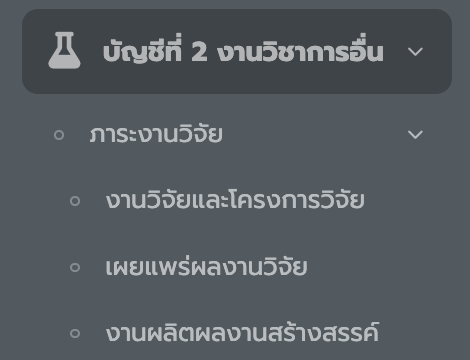 บัญชีที่ 2 งานวิชาการอื่น
ภาระงานวิจัย
งานวิจัยและโครงการวิจัย
เผยแพร่ผลงานวิจัย
งานผลิตผลงานสร้างสรรค์